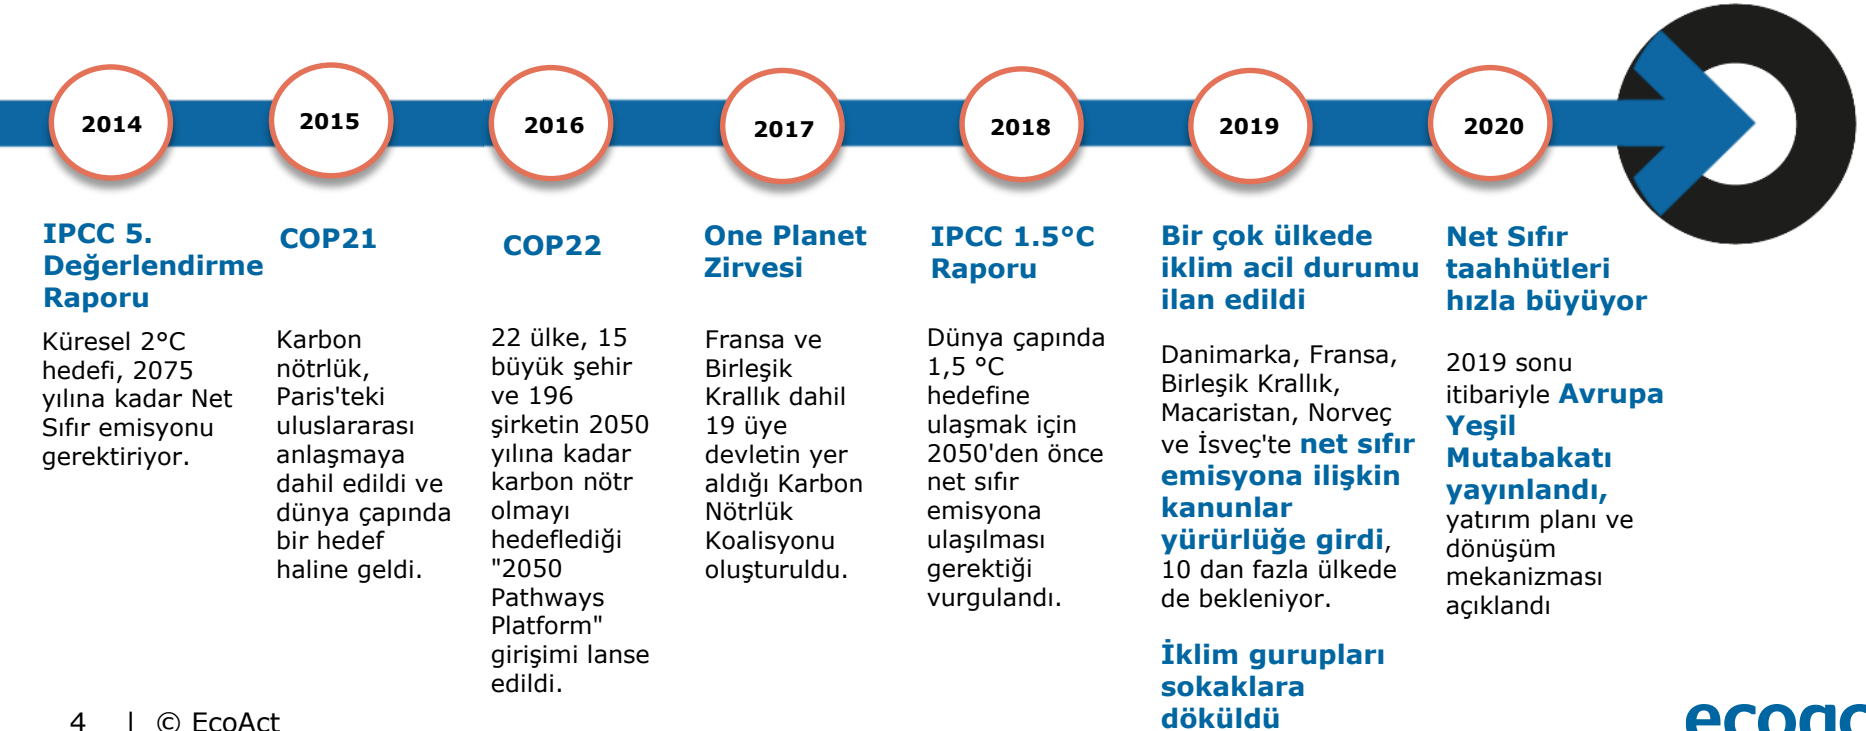 2014
2015
2016
2017
2018
2019
2020
IPCC 5.
Değerlendirme
Raporu
Küresel 2°C
hedefi, 2075
yılına kadar Net
Sıfır emisyonu
gerektiriyor.
COP21
Karbon
nötrlük,
Paris'teki
uluslararası
anlaşmaya
dahil edildi ve
dünya çapında
bir hedef
haline geldi.
COP22
22 ülke, 15
büyük şehir
ve 196
şirketin 2050
yılına kadar
karbon nötr
olmayı
hedeflediği
"2050
Pathways
Platform"
girişimi lanse
edildi.
One Planet
Zirvesi
Fransa ve
Birleşik
Krallık dahil
19 üye
devletin yer
aldığı Karbon
Nötrlük
Koalisyonu
oluşturuldu.
IPCC 1.5°C
Raporu
Dünya çapında
1,5 °C
hedefine
ulaşmak için
2050'den önce
net sıfır
emisyona
ulaşılması
gerektiği
vurgulandı.
Bir çok ülkede
iklim acil durumu
ilan edildi
Danimarka, Fransa,
Birleşik Krallık,
Macaristan, Norveç
ve İsveç'te net sıfır
emisyona ilişkin
kanunlar
yürürlüğe girdi,
10 dan fazla ülkede
de bekleniyor.
İklim gurupları
sokaklara
döküldü
Net Sıfır
taahhütleri
hızla büyüyor
2019 sonu
itibariyle Avrupa
Yeşil
Mutabakatı
yayınlandı,
yatırım planı ve
dönüşüm
mekanizması
açıklandı
4 | © EcoAct